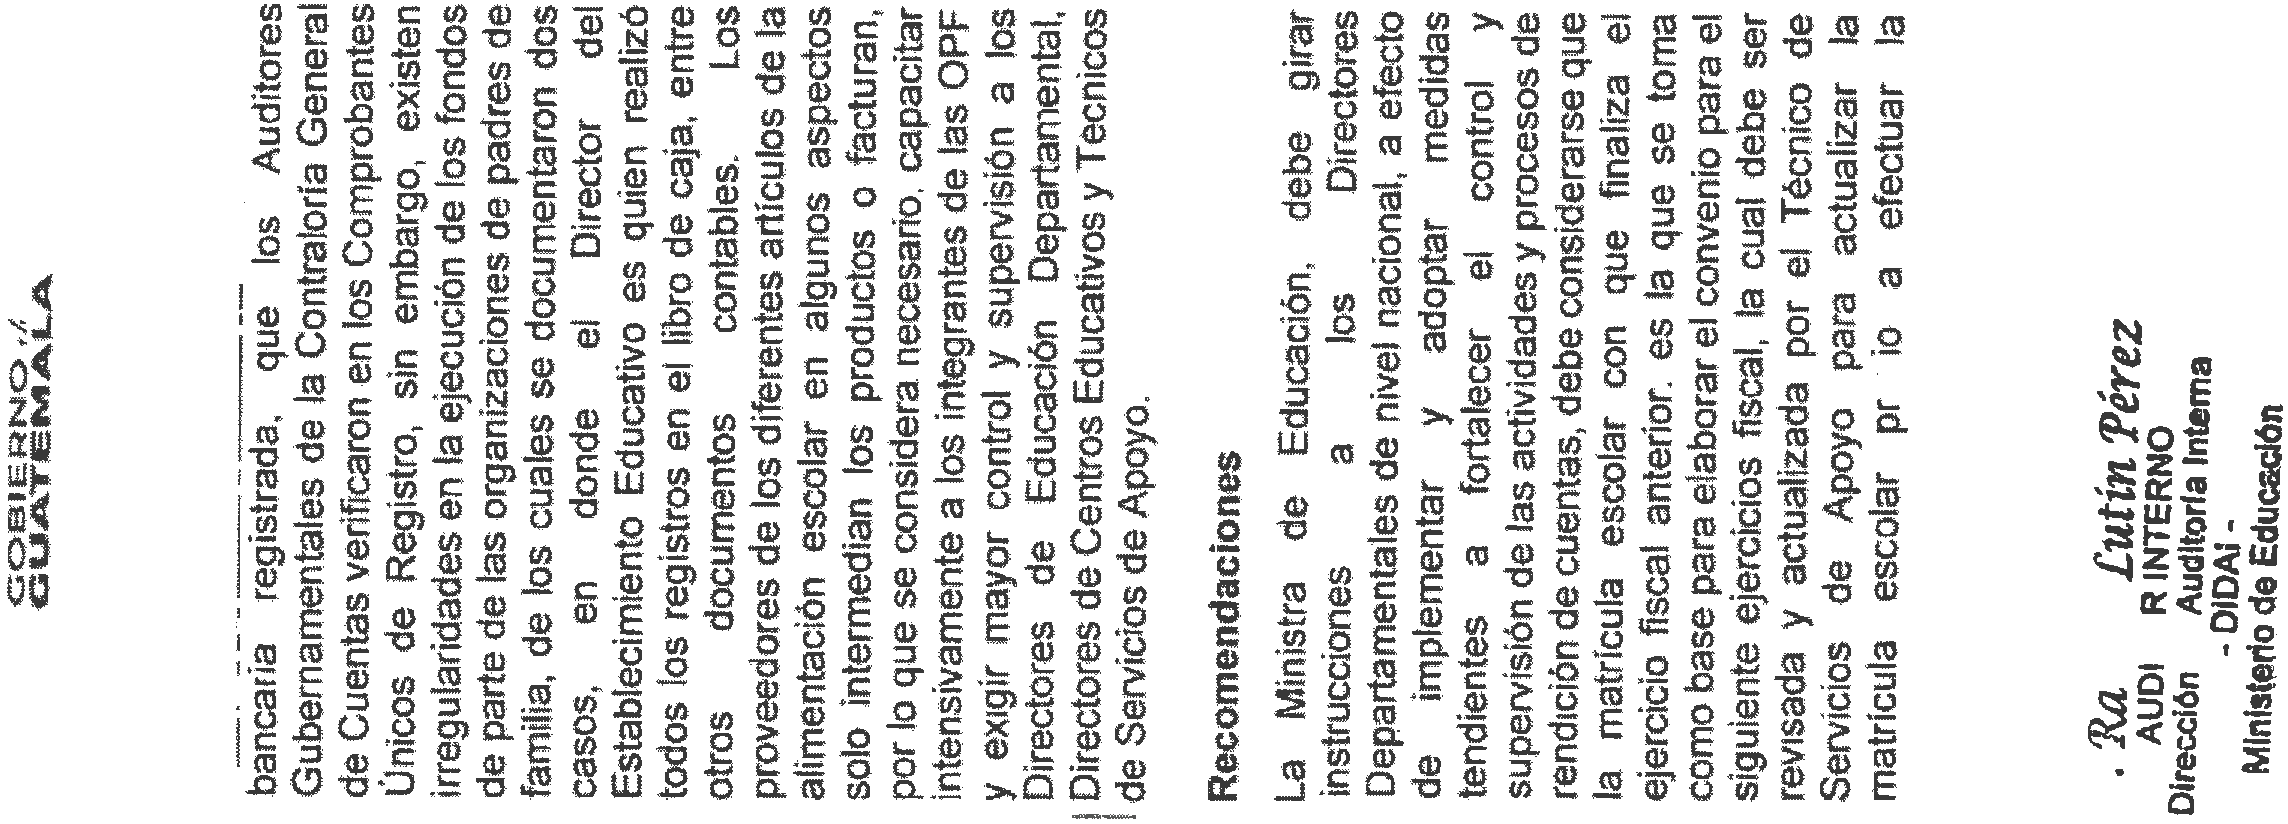 GOBIERNO de
GUATEMALA
bancaria registrada, que los Auditores
Gubernamentales de la Contraloría General
de Cuentas verificaron en los Comprobantes
Únicos de Registro, sin embargo, existen
irregularidades en la ejecución de los fondos
de parte de las organizaciones de padres de
familia, de los cuales se documentaron dos
casos, en donde el Director del
Establecimiento Educativo es quien realizó
todos los registros en el libro de caja, entre
otros documentos contables. Los
proveedores de los diferentes artículos de la
alimentación escolar en algunos aspectos
solo intermedian los productos o facturan,
por lo que se considera necesario, capacitar
intensivamente a los integrantes de las OPF
y exigir mayor control y supervisión a los
Directores de Educación Departamental,
Directores de Centros Educativos y Técnicos
de Servicios de Apoyo.
Recomendaciones
La Ministra de Educación, debe girar
instrucciones a los Directores
Departamentales de nivel nacional, a efecto
de implementar y adoptar medidas
tendientes a fortalecer el control y
supervisión de las actividades y procesos de
rendición de cuentas, debe considerarse que
la matrícula escolar con que finaliza el
ejercicio fiscal anterior, es la que se toma
como base para elaborar el convenio para el
siguiente ejercicios fiscal, la cual debe ser
revisada y actualizada por el Técnico de
Servicios de Apoyo para actualizar la
matrícula escolar pr io a efectuar la
Ra Lutín Pérez
AUDI R INTERNO
Dirección Auditoría Interna
- DIDAI -
Ministerio de Educación